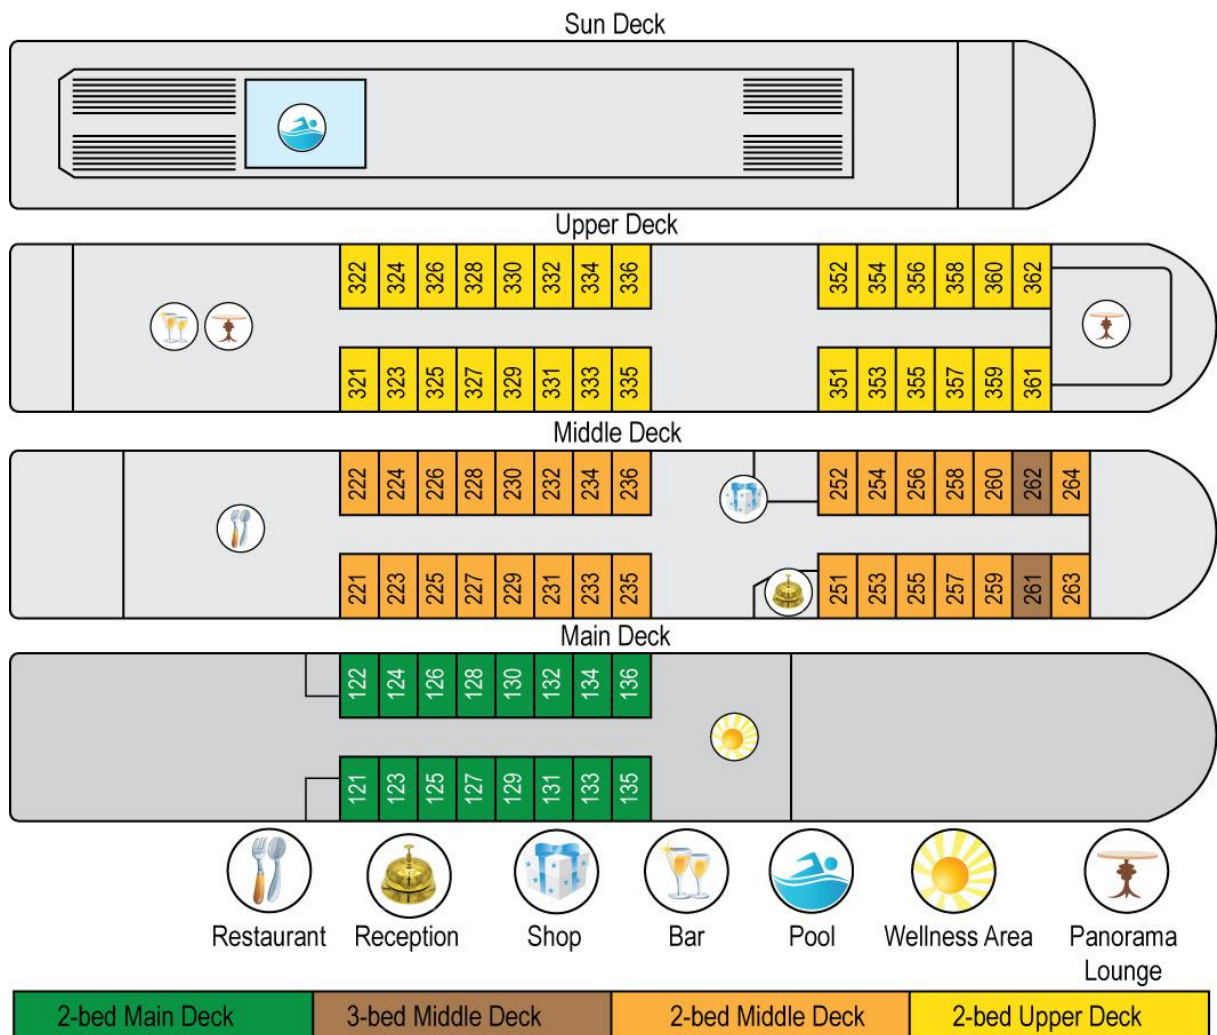 Sun Deck
Upper Deck
322 324 326 328 330 332 334 336 352 354 356 358 360 362
321 323 325 327 329 331 333 335 351 353 355 357 359 361
Middle Deck
222 224 226 228 230 232 234 236 252 254 256 258 260 262 264
221 223 225 227 229 231 233 235 251 253 255 257 259 261 263
Main Deck
122 124 126 128 130 132 134 136
121 123 125 127 129 131 133 135
Restaurant Reception Shop Bar Pool Wellness Area Panorama
Lounge
2-bed Main Deck 3-bed Middle Deck 2-bed Middle Deck 2-bed Upper Deck